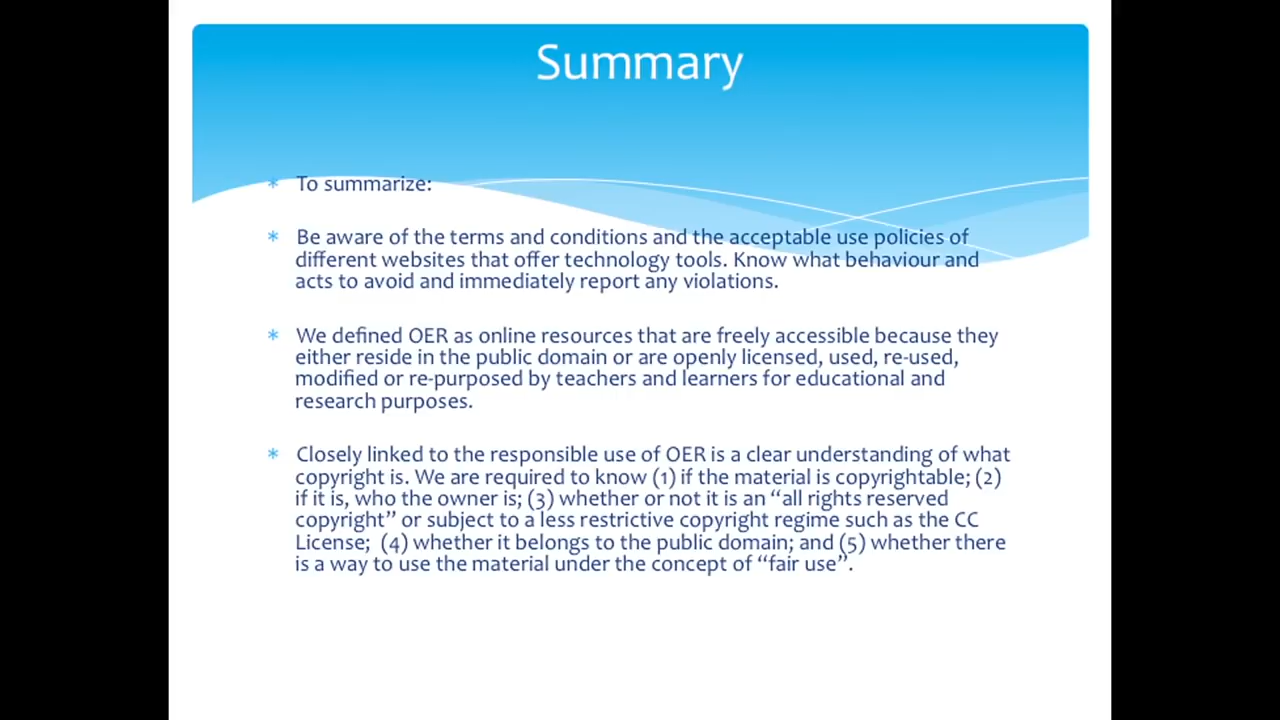 Summary
* To summarize:
* Be aware of the terms and conditions and the acceptable use policies of
different websites that offer technology tools. Know what behaviour and
acts to avoid and immediately report any violations.
* We defined OER as online resources that are freely accessible because they
either reside in the public domain or are openly licensed, used, re-used,
modified or re-purposed by teachers and learners for educational and
research purposes.
* Closely linked to the responsible use of OER is a clear understanding of what
copyright is. We are required to know (1) if the material is copyrightable; (2)
if it is, who the owner is; (3) whether or not it is an “all rights reserved
copyright” or subject to a less restrictive copyright regime such as the CC
License; (4) whether it belongs to the public domain; and (5) whether there
is a way to use the material under the concept of “fair use”.